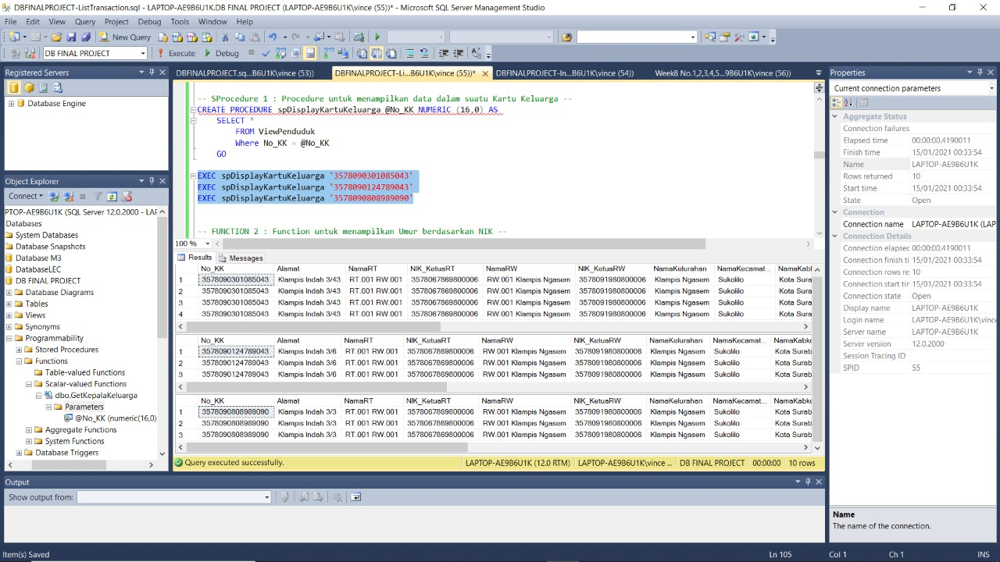 DBFINALPROJECT-ListTransaction.sql - LAPTOP-AE9B6U1K.DB FINAL PROJECT (LAPTOP-AE9B6U1K\vince (55))* - Microsoft SQL Server Management Studio
File Edit View Query Project Debug Tools Window Help
New Query
DB FINAL PROJECT Execute Debug
Registered Servers
Database Engine
Object Explorer
Connect
PTOP-AE9B6U1K (SQL Server 12.0.2000 - LAF
Databases
System Databases
Database Snapshots
Database M3
DatabaseLEC
DB FINAL PROJECT
Database Diagrams
Tables
Views
Synonyms
Programmability
Stored Procedures
Functions
Table-valued Functions
Scalar-valued Functions
dbo.GetKepalaKeluarga
Parameters
@No_KK (numeric(16,0)
Aggregate Functions
System Functions
Database Triggers
DBFINALPROJECT.sq...B6U1K\vince (53)) DBFINALPROJECT-Li...B6U1K\vince (55))* DBFINALPROJECT-In...B6U1K\vince (54)) Week8 No.1,2,3,4,5...9B6U1K\vince (56))
-- SProcedure 1 : Procedure untuk menampilkan data dalam suatu Kartu Keluarga --
CREATE PROCEDURE spDisplayKartuKeluarga @No_KK NUMERIC (16,0) AS
SELECT *
FROM ViewPenduduk
Where No_KK = @No_KK
GO
EXEC spDisplayKartuKeluarga '3578090301085043'
EXEC spDisplayKartuKeluarga '3578090124789043'
EXEC spDisplayKartuKeluarga '3578090808989090'
-- FUNCTION 2 : Function untuk menampilkan Umur berdasarkan NIK --
100 %
Results Messages
No_KK Alamat NamaRT NIK_KetuaRT NamaRW NIK_KetuaRW NamaKelurahan NamaKecamat... NamaKabk
1 3578090301085043 Klampis Indah 3/43 RT.001 RW.001 3578067869800006 RW.001 Klampis Ngasem 3578091980800006 Klampis Ngasem Sukolilo Kota Sura
2 3578090301085043 Klampis Indah 3/43 RT.001 RW.001 3578067869800006 RW.001 Klampis Ngasem 3578091980800006 Klampis Ngasem Sukolilo Kota Sura
3 3578090301085043 Klampis Indah 3/43 RT.001 RW.001 3578067869800006 RW.001 Klampis Ngasem 3578091980800006 Klampis Ngasem Sukolilo Kota Sura
4 3578090301085043 Klampis Indah 3/43 RT.001 RW.001 3578067869800006 RW.001 Klampis Ngasem 3578091980800006 Klampis Ngasem Sukolilo Kota Sura
No_KK Alamat NamaRT NIK_KetuaRT NamaRW NIK_KetuaRW NamaKelurahan NamaKecamat... NamaKabko
1 3578090124789043 Klampis Indah 3/6 RT.001 RW.001 3578067869800006 RW.001 Klampis Ngasem 3578091980800006 Klampis Ngasem Sukolilo Kota Surab
2 3578090124789043 Klampis Indah 3/6 RT.001 RW.001 3578067869800006 RW.001 Klampis Ngasem 3578091980800006 Klampis Ngasem Sukolilo Kota Surab
3 3578090124789043 Klampis Indah 3/6 RT.001 RW.001 3578067869800006 RW.001 Klampis Ngasem 3578091980800006 Klampis Ngasem Sukolilo Kota Surab
No_KK Alamat NamaRT NIK_KetuaRT NamaRW NIK_KetuaRW NamaKelurahan NamaKecamat... NamaKabko
1 3578090808989090 Klampis Indah 3/3 RT.001 RW.001 3578067869800006 RW.001 Klampis Ngasem 3578091980800006 Klampis Ngasem Sukolilo Kota Surab
2 3578090808989090 Klampis Indah 3/3 RT.001 RW.001 3578067869800006 RW.001 Klampis Ngasem 3578091980800006 Klampis Ngasem Sukolilo Kota Surab
3 3578090808989090 Klampis Indah 3/3 RT.001 RW.001 3578067869800006 RW.001 Klampis Ngasem 3578091980800006 Klampis Ngasem Sukolilo Kota Surab
Query executed successfully. LAPTOP-AE9B6U1K (12.0 RTM) LAPTOP-AE9B6U1K\vince ... DB FINAL PROJECT 00:00:00 10 rows
Properties
Current connection parameters
Aggregate Status
Connection failures
Elapsed time 00:00:00.4190011
Finish time 15/01/2021 00:33:54
Name LAPTOP-AE9B6U1K
Rows returned 10
Start time 15/01/2021 00:33:54
State Open
Connection
Connection name LAPTOP-AE9B6U1K (LAP
Connection Details
Connection elapsec 00:00:00.4190011
Connection finish ti 15/01/2021 00:33:54
Connection rows re 10
Connection start tir 15/01/2021 00:33:54
Connection state Open
Display name LAPTOP-AE9B6U1K
Login name LAPTOP-AE9B6U1K\vince
Server name LAPTOP-AE9B6U1K
Server version 12.0.2000
Session Tracing ID
SPID 55
Name
The name of the connection.
Output
Show output from:
Item(s) Saved Ln 105 Col 1 Ch 1 INS